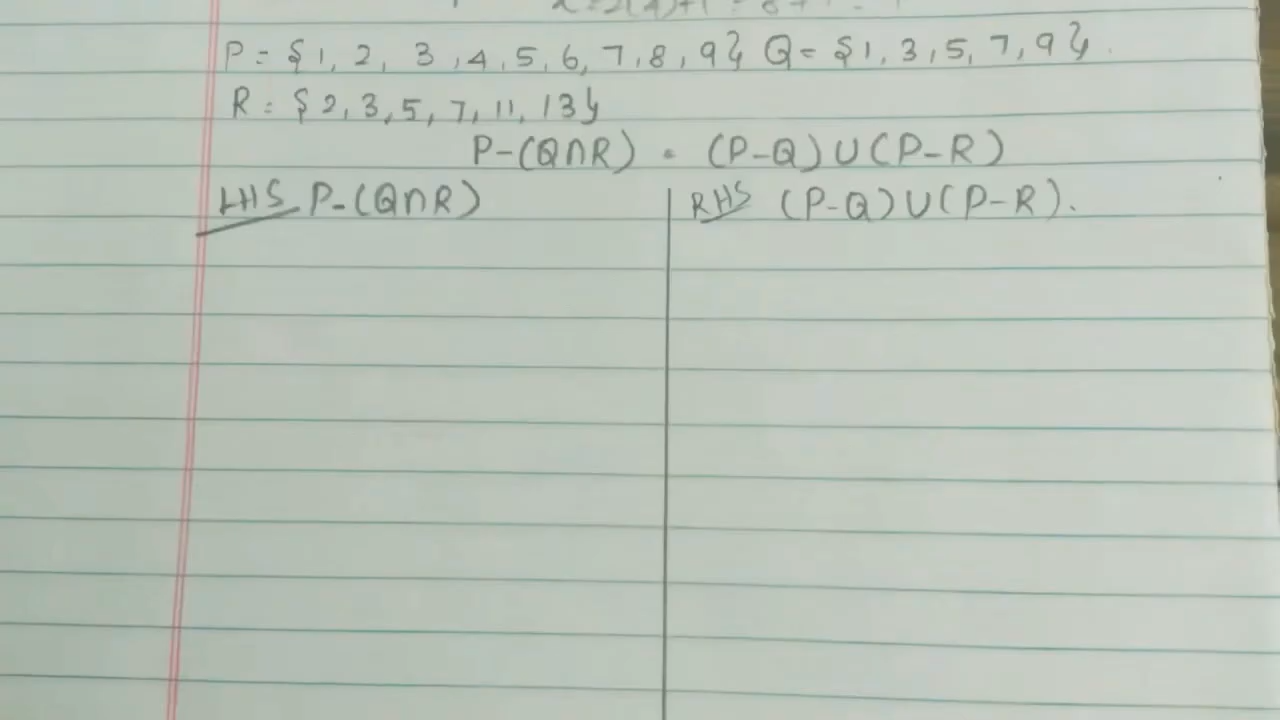 P = {1, 2, 3, 4, 5, 6, 7, 8, 9} Q = {1, 3, 5, 7, 9}.
R = {2, 3, 5, 7, 11, 13}
P-(Q∩R) = (P-Q)∪(P-R)
LHS P-(Q∩R)
RHS (P-Q)∪(P-R).